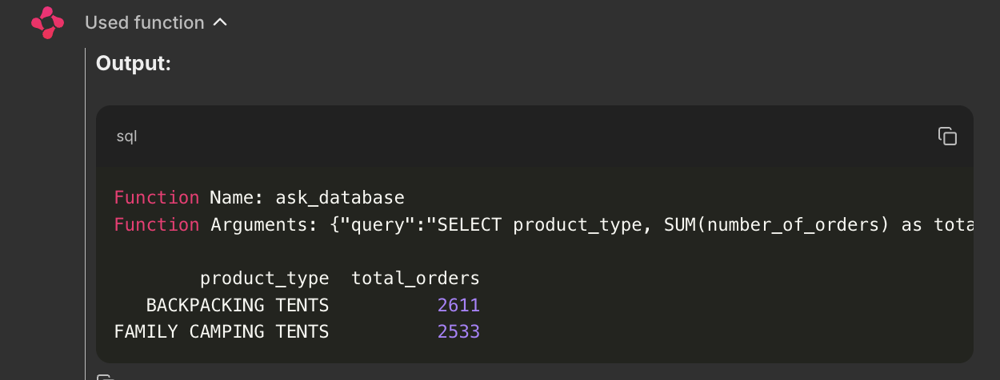 Used function
Output:
sql
Function Name: ask_database
Function Arguments: {"query":"SELECT product_type, SUM(number_of_orders) as tota
product_type total_orders
BACKPACKING TENTS 2611
FAMILY CAMPING TENTS 2533